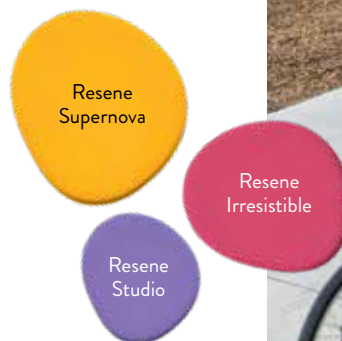 Resene
Supernova
Resene
Irresistible
Resene
Studio